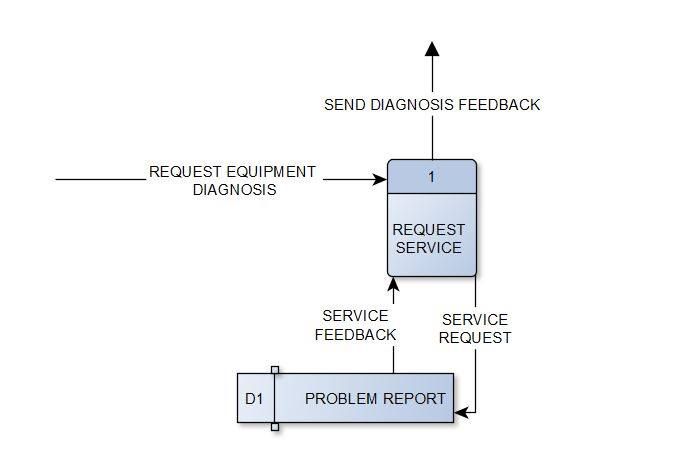 SEND DIAGNOSIS FEEDBACK
REQUEST EQUIPMENT
DIAGNOSIS
1
REQUEST
SERVICE
SERVICE
FEEDBACK
SERVICE
REQUEST
D1
PROBLEM REPORT